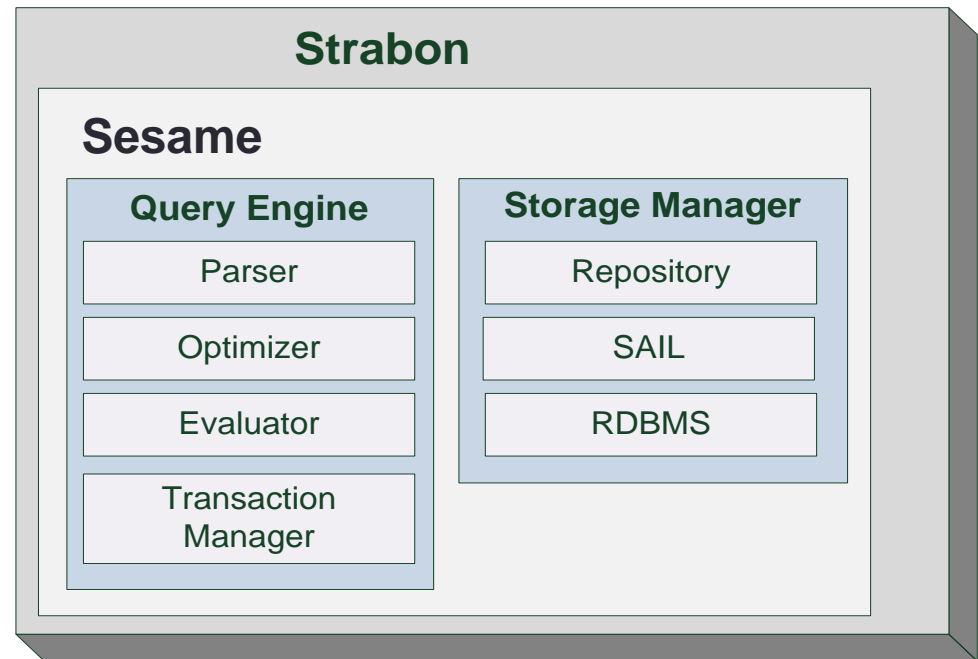 Strabon
Sesame
Query Engine
Parser
Optimizer
Evaluator
Transaction
Manager
Storage Manager
Repository
SAIL
RDBMS